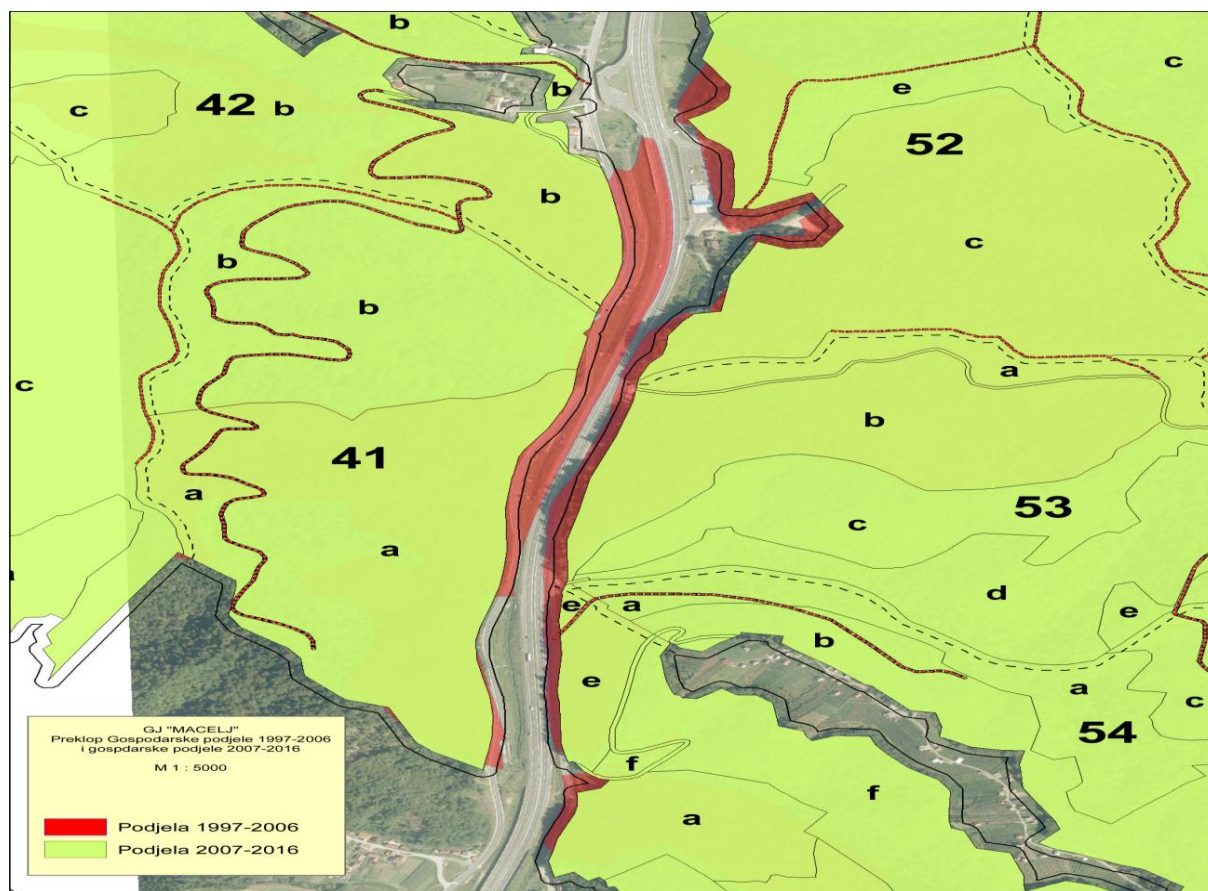 b
c
42
b
b
e
c
52
b
c
b
b
c
a
b
41
a
53
c
a
a
d
e
a
e
b
e
a
c
54
f
f
a
GJ "MACELJ"
Preklop Gospodarske podjele 1997-2006
i gospdarske podjele 2007-2016
M 1 : 5000
Podjela 1997-2006
Podjela 2007-2016